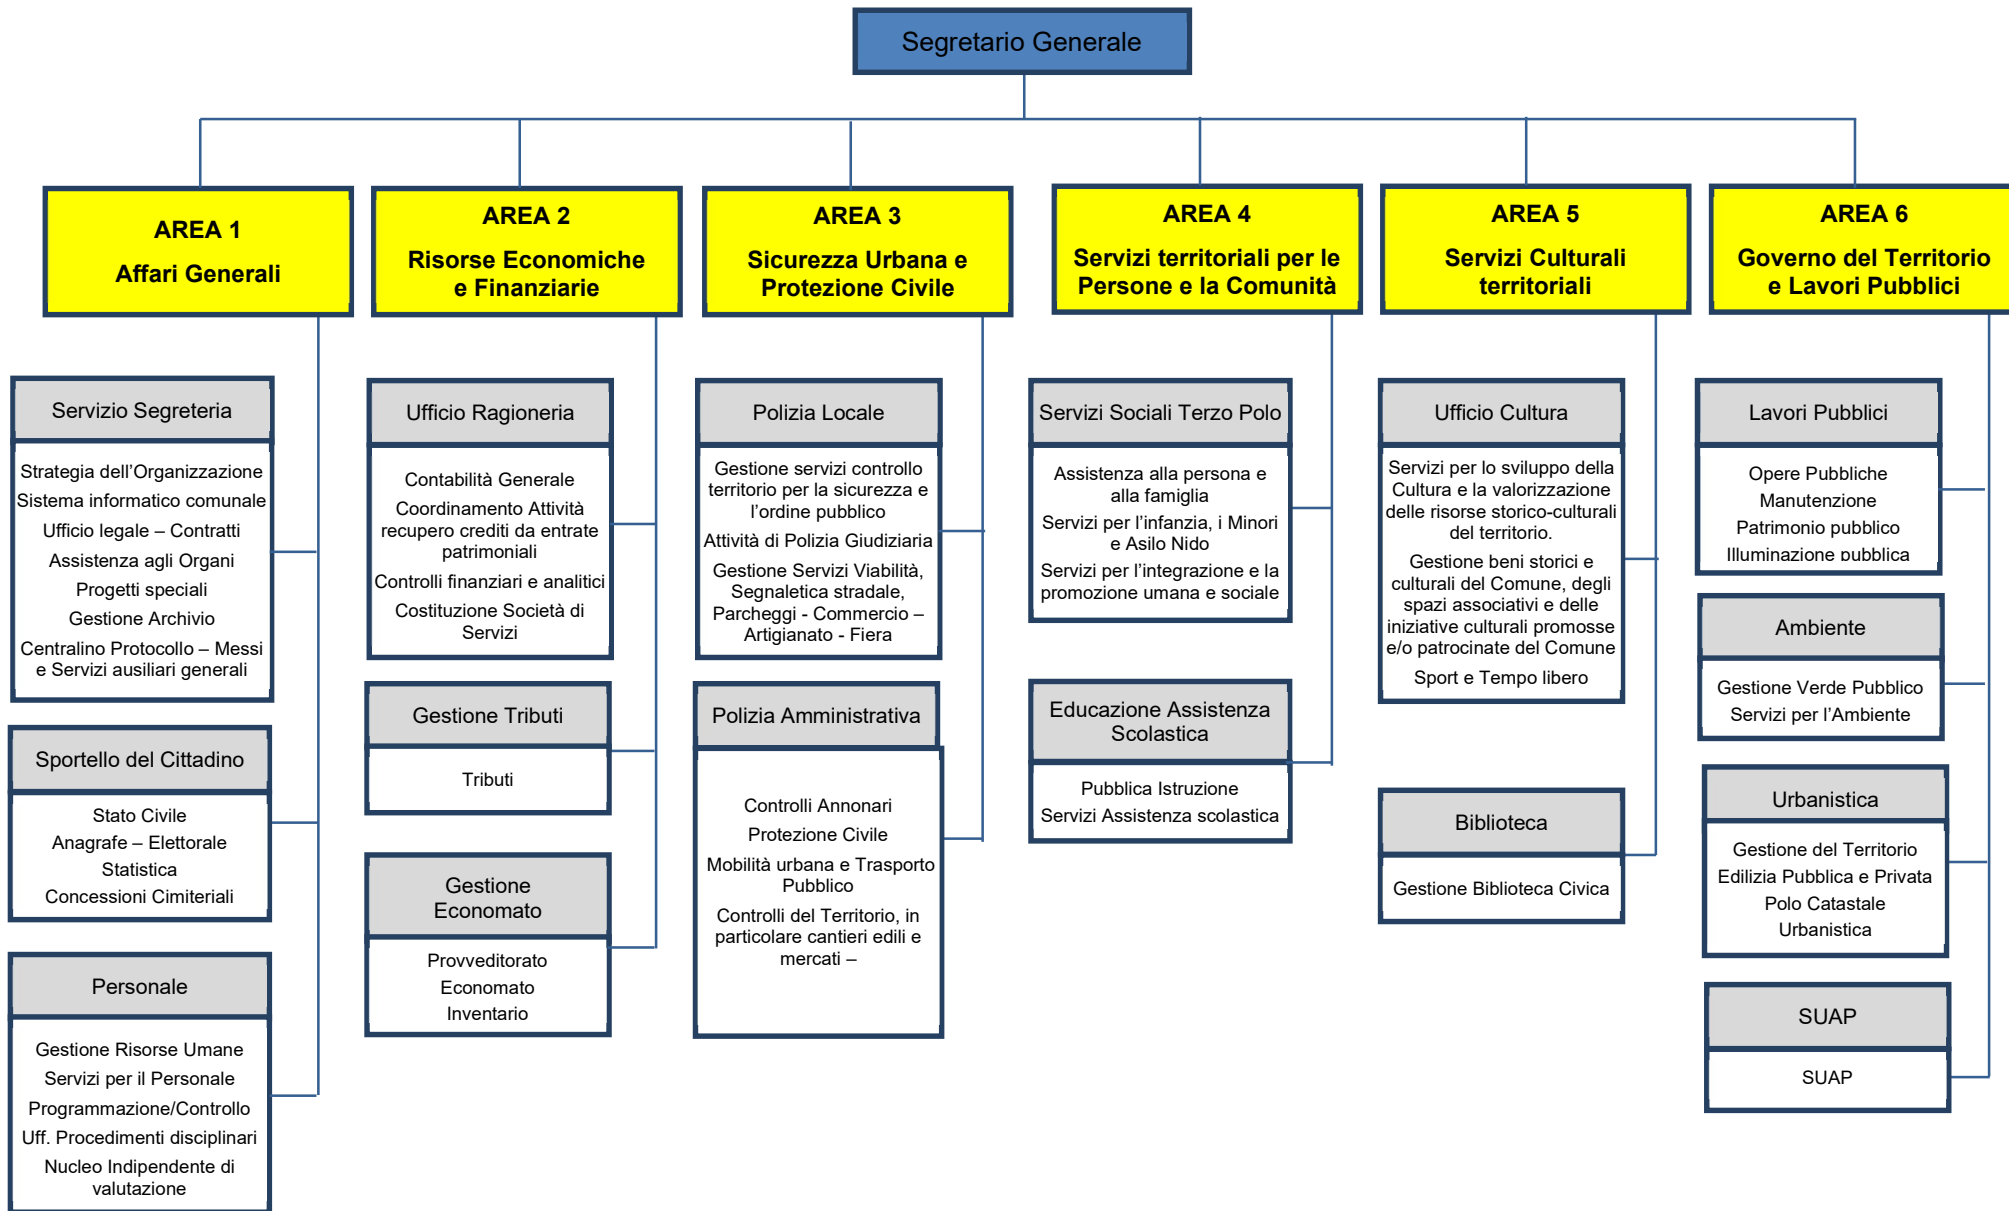 Segretario Generale
AREA 1
Affari Generali
AREA 2
Risorse Economiche
e Finanziarie
AREA 3
Sicurezza Urbana e
Protezione Civile
AREA 4
Servizi territoriali per le
Persone e la Comunità
AREA 5
Servizi Culturali
territoriali
AREA 6
Governo del Territorio
e Lavori Pubblici
Servizio Segreteria
Strategia dell’Organizzazione
Sistema informatico comunale
Ufficio legale – Contratti
Assistenza agli Organi
Progetti speciali
Gestione Archivio
Centralino Protocollo – Messi
e Servizi ausiliari generali
Sportello del Cittadino
Stato Civile
Anagrafe – Elettorale
Statistica
Concessioni Cimiteriali
Personale
Gestione Risorse Umane
Servizi per il Personale
Programmazione/Controllo
Uff. Procedimenti disciplinari
Nucleo Indipendente di
valutazione
Ufficio Ragioneria
Contabilità Generale
Coordinamento Attività
recupero crediti da entrate
patrimoniali
Controlli finanziari e analitici
Costituzione Società di
Servizi
Gestione Tributi
Tributi
Gestione
Economato
Provveditorato
Economato
Inventario
Polizia Locale
Gestione servizi controllo
territorio per la sicurezza e
l’ordine pubblico
Attività di Polizia Giudiziaria
Gestione Servizi Viabilità,
Segnaletica stradale,
Parcheggi - Commercio –
Artigianato - Fiera
Polizia Amministrativa
Controlli Annonari
Protezione Civile
Mobilità urbana e Trasporto
Pubblico
Controlli del Territorio, in
particolare cantieri edili e
mercati –
Servizi Sociali Terzo Polo
Assistenza alla persona e
alla famiglia
Servizi per l’infanzia, i Minori
e Asilo Nido
Servizi per l’integrazione e la
promozione umana e sociale
Educazione Assistenza
Scolastica
Pubblica Istruzione
Servizi Assistenza scolastica
Ufficio Cultura
Servizi per lo sviluppo della
Cultura e la valorizzazione
delle risorse storico-culturali
del territorio.
Gestione beni storici e
culturali del Comune, degli
spazi associativi e delle
iniziative culturali promosse
e/o patrocinate del Comune
Sport e Tempo libero
Biblioteca
Gestione Biblioteca Civica
Lavori Pubblici
Opere Pubbliche
Manutenzione
Patrimonio pubblico
Illuminazione pubblica
Ambiente
Gestione Verde Pubblico
Servizi per l’Ambiente
Urbanistica
Gestione del Territorio
Edilizia Pubblica e Privata
Polo Catastale
Urbanistica
SUAP
SUAP